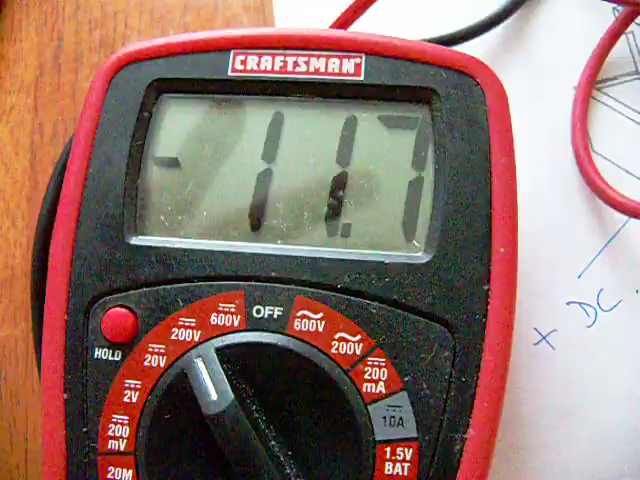 CRAFTSMAN
- 11.7
OFF
600V
200V
20V
2V
200
mV
20M
HOLD
600V
200V
200
mA
10A
1.5V
BAT
+ DC.